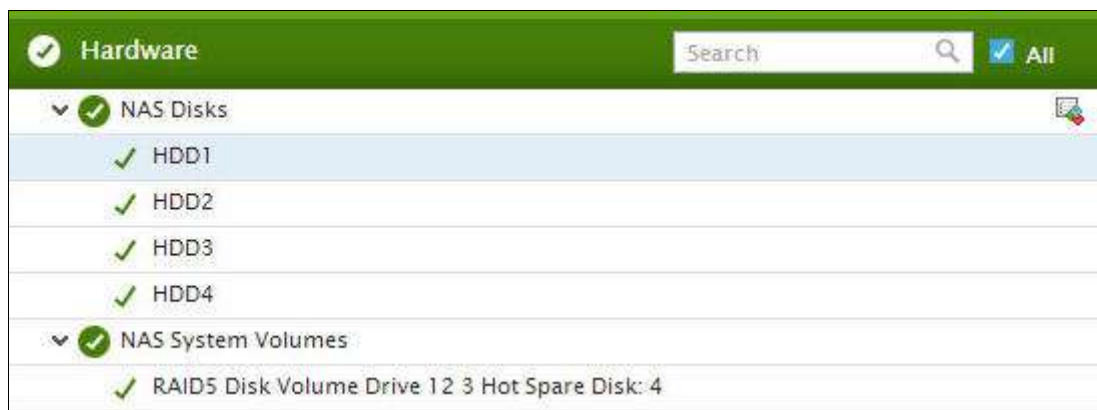 Hardware
Search
All
NAS Disks
HDD1
HDD2
HDD3
HDD4
NAS System Volumes
RAID5 Disk Volume Drive 12 3 Hot Spare Disk: 4